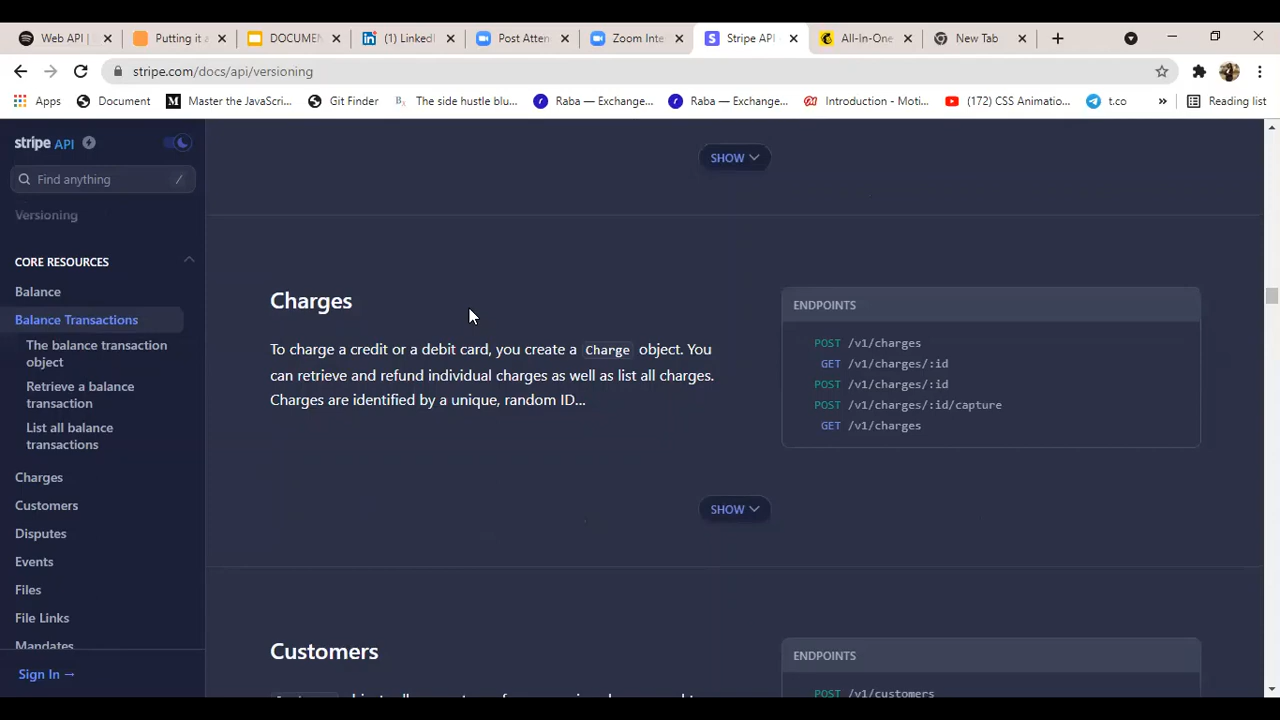 Web API
Putting it a
DOCUMEN
(1) LinkedI
Post Atten
Zoom Inte
Stripe API
All-In-One
New Tab
stripe.com/docs/api/versioning
Apps
Document
Master the JavaScri...
Git Finder
The side hustle blu...
Raba — Exchange...
Raba — Exchange...
Introduction - Moti...
(172) CSS Animatio...
t.co
»
Reading list
stripe API
Find anything /
Versioning
CORE RESOURCES
Balance
Balance Transactions
The balance transaction
object
Retrieve a balance
transaction
List all balance
transactions
Charges
Customers
Disputes
Events
Files
File Links
Mandates
Sign In →
SHOW
Charges
To charge a credit or a debit card, you create a Charge object. You
can retrieve and refund individual charges as well as list all charges.
Charges are identified by a unique, random ID...
ENDPOINTS
POST /v1/charges
GET /v1/charges/:id
POST /v1/charges/:id
POST /v1/charges/:id/capture
GET /v1/charges
SHOW
Customers
ENDPOINTS
POST /v1/customers